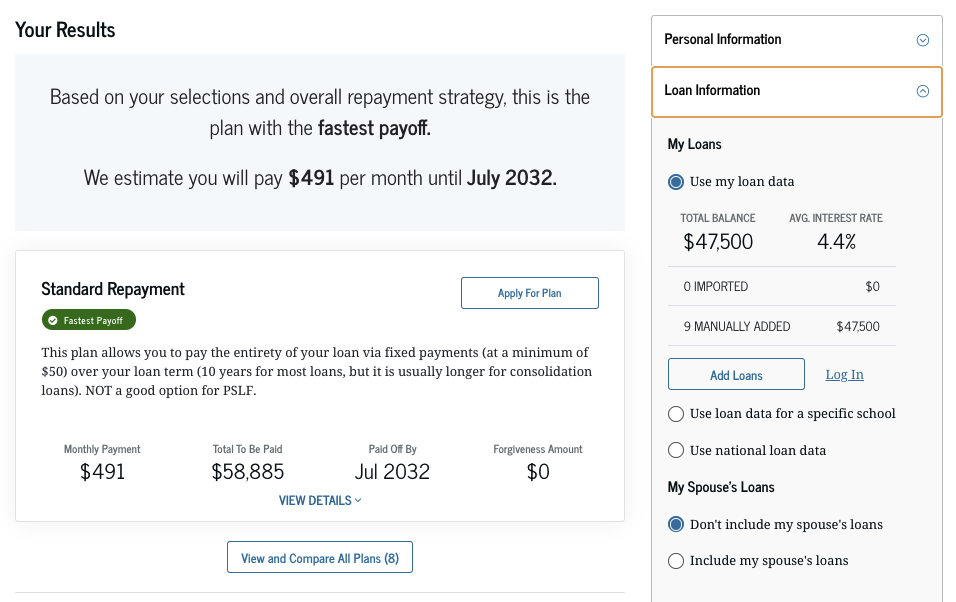 Your Results
Based on your selections and overall repayment strategy, this is the
plan with the fastest payoff.
We estimate you will pay $491 per month until July 2032.
Standard Repayment
Apply For Plan
Fastest Payoff
This plan allows you to pay the entirety of your loan via fixed payments (at a minimum of
$50) over your loan term (10 years for most loans, but it is usually longer for consolidation
loans). NOT a good option for PSLF.
Monthly Payment
$491
Total To Be Paid
$58,885
Paid Off By
Jul 2032
Forgiveness Amount
$0
VIEW DETAILS
View and Compare All Plans (8)
Personal Information
Loan Information
My Loans
Use my loan data
TOTAL BALANCE
$47,500
AVG. INTEREST RATE
4.4%
0 IMPORTED $0
9 MANUALLY ADDED $47,500
Add Loans
Log In
Use loan data for a specific school
Use national loan data
My Spouse's Loans
Don't include my spouse's loans
Include my spouse's loans